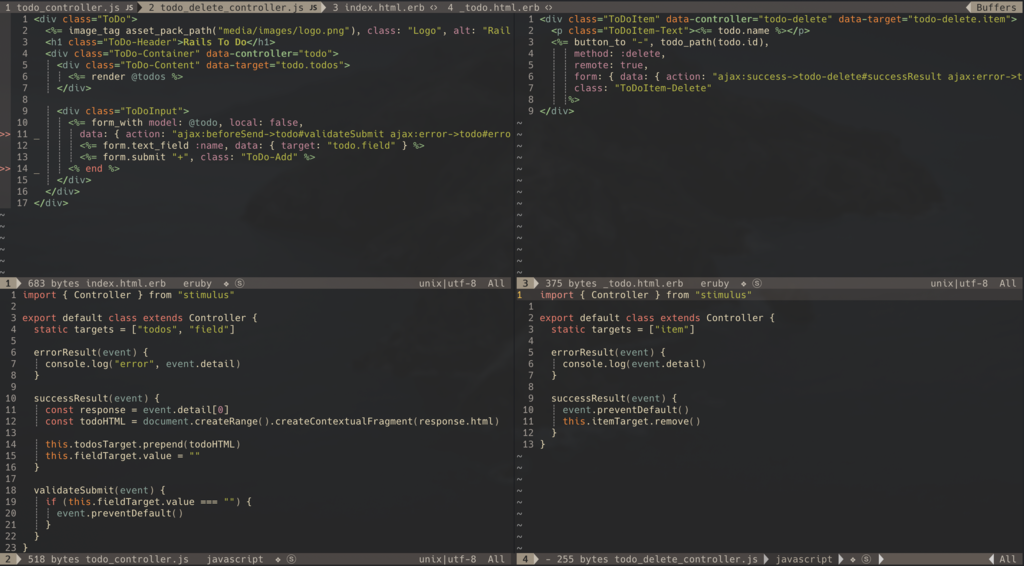 1 todo_controller.js JS 2 todo_delete_controller.js JS 3 index.html.erb <> 4 _todo.html.erb <> Buffers
1 <div class="ToDo">
2 <%= image_tag asset_pack_path("media/images/logo.png"), class: "Logo", alt: "Rail
3 <h1 class="ToDo-Header">Rails To Do</h1>
4 <div class="ToDo-Container" data-controller="todo">
5 <div class="ToDo-Content" data-target="todo.todos">
6 <%= render @todos %>
7 </div>
8
9 <div class="ToDoInput">
10 <%= form_with model: @todo, local: false,
>> 11 _ data: { action: "ajax:beforeSend->todo#validateSubmit ajax:error->todo#erro
12 <%= form.text_field :name, data: { target: "todo.field" } %>
13 <%= form.submit "+", class: "ToDo-Add" %>
>> 14 _ <% end %>
15 </div>
16 </div>
17 </div>
~
~
~
~
~
~
1 683 bytes index.html.erb eruby ❖ Ⓢ unix|utf-8 All
1 <div class="ToDoItem" data-controller="todo-delete" data-target="todo-delete.item">
2 <p class="ToDoItem-Text"><%= todo.name %></p>
3 <%= button_to "-", todo_path(todo.id),
4 method: :delete,
5 remote: true,
6 form: { data: { action: "ajax:success->todo-delete#successResult ajax:error->t
7 class: "ToDoItem-Delete"
8 %>
9 </div>
~
~
~
~
~
~
~
~
~
~
~
~
~
~
3 375 bytes _todo.html.erb eruby ❖ Ⓢ unix|utf-8 All
1 import { Controller } from "stimulus"
2
3 export default class extends Controller {
4 static targets = ["todos", "field"]
5
6 errorResult(event) {
7 console.log("error", event.detail)
8 }
9
10 successResult(event) {
11 const response = event.detail[0]
12 const todoHTML = document.createRange().createContextualFragment(response.html)
13
14 this.todosTarget.prepend(todoHTML)
15 this.fieldTarget.value = ""
16 }
17
18 validateSubmit(event) {
19 if (this.fieldTarget.value === "") {
20 event.preventDefault()
21 }
22 }
23 }
2 518 bytes todo_controller.js javascript ❖ Ⓢ unix|utf-8 All
1 import { Controller } from "stimulus"
1
2 export default class extends Controller {
3 static targets = ["item"]
4
5 errorResult(event) {
6 console.log(event.detail)
7 }
8
9 successResult(event) {
10 event.preventDefault()
11 this.itemTarget.remove()
12 }
13 }
~
~
~
~
~
~
~
~
~
4 - 255 bytes todo_delete_controller.js javascript ❖ Ⓢ All